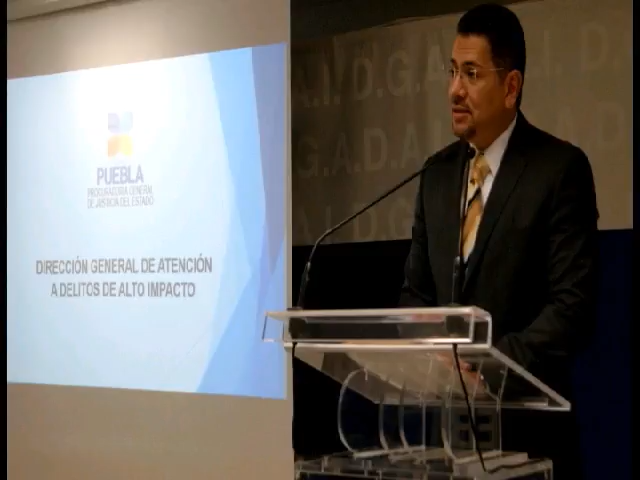 PUEBLA
PROCURADURÍA GENERAL
DE JUSTICIA DEL ESTADO
DIRECCIÓN GENERAL DE ATENCIÓN
A DELITOS DE ALTO IMPACTO
A.I. D.G.A. A.I. D.
G.A.D.A.
A.I. D.G.